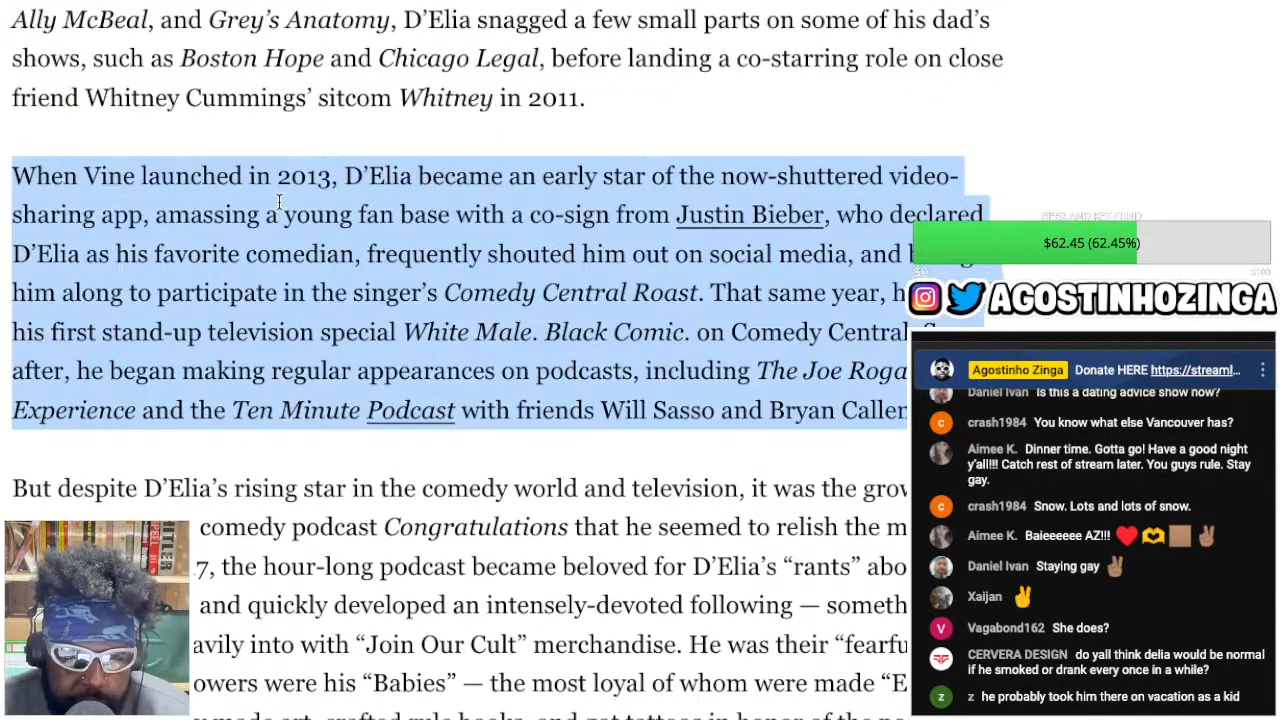 Ally McBeal, and Grey's Anatomy, D'Elia snagged a few small parts on some of his dad's
shows, such as Boston Hope and Chicago Legal, before landing a co-starring role on close
friend Whitney Cummings' sitcom Whitney in 2011.
When Vine launched in 2013, D'Elia became an early star of the now-shuttered video-
sharing app, amassing a young fan base with a co-sign from Justin Bieber, who declared
D'Elia as his favorite comedian, frequently shouted him out on social media, and
him along to participate in the singer's Comedy Central Roast. That same year,
his first stand-up television special White Male. Black Comic. on Comedy Central.
after, he began making regular appearances on podcasts, including The Joe
Experience and the Ten Minute Podcast with friends Will Sasso and Bryan Callen
But despite D'Elia's rising star in the comedy world and television, it was the
comedy podcast Congratulations that he seemed to relish the
7, the hour-long podcast became beloved for D'Elia's "rants"
and quickly developed an intensely-devoted following —
avily into with "Join Our Cult" merchandise. He was their
owers were his "Babies" — the most loyal of whom were made
$62.45 (62.45%)
$0 $100
AGOSTINHOZINGA
Agostinho Zinga Donate HERE https://streaml...
Daniel Ivan Is this a dating advice show now?
crash1984 You know what else Vancouver has?
Aimee K. Dinner time. Gotta go! Have a good night
y'all!!! Catch rest of stream later. You guys rule. Stay
gay.
crash1984 Snow. Lots and lots of snow.
Aimee K. Baieeeeee AZ!!! ❤️🫶🏽✌🏽
Daniel Ivan Staying gay ✌🏽
Xaijan ✌️
Vagabond162 She does?
CERVERA DESIGN do yall think delia would be normal
if he smoked or drank every once in a while?
z he probably took him there on vacation as a kid